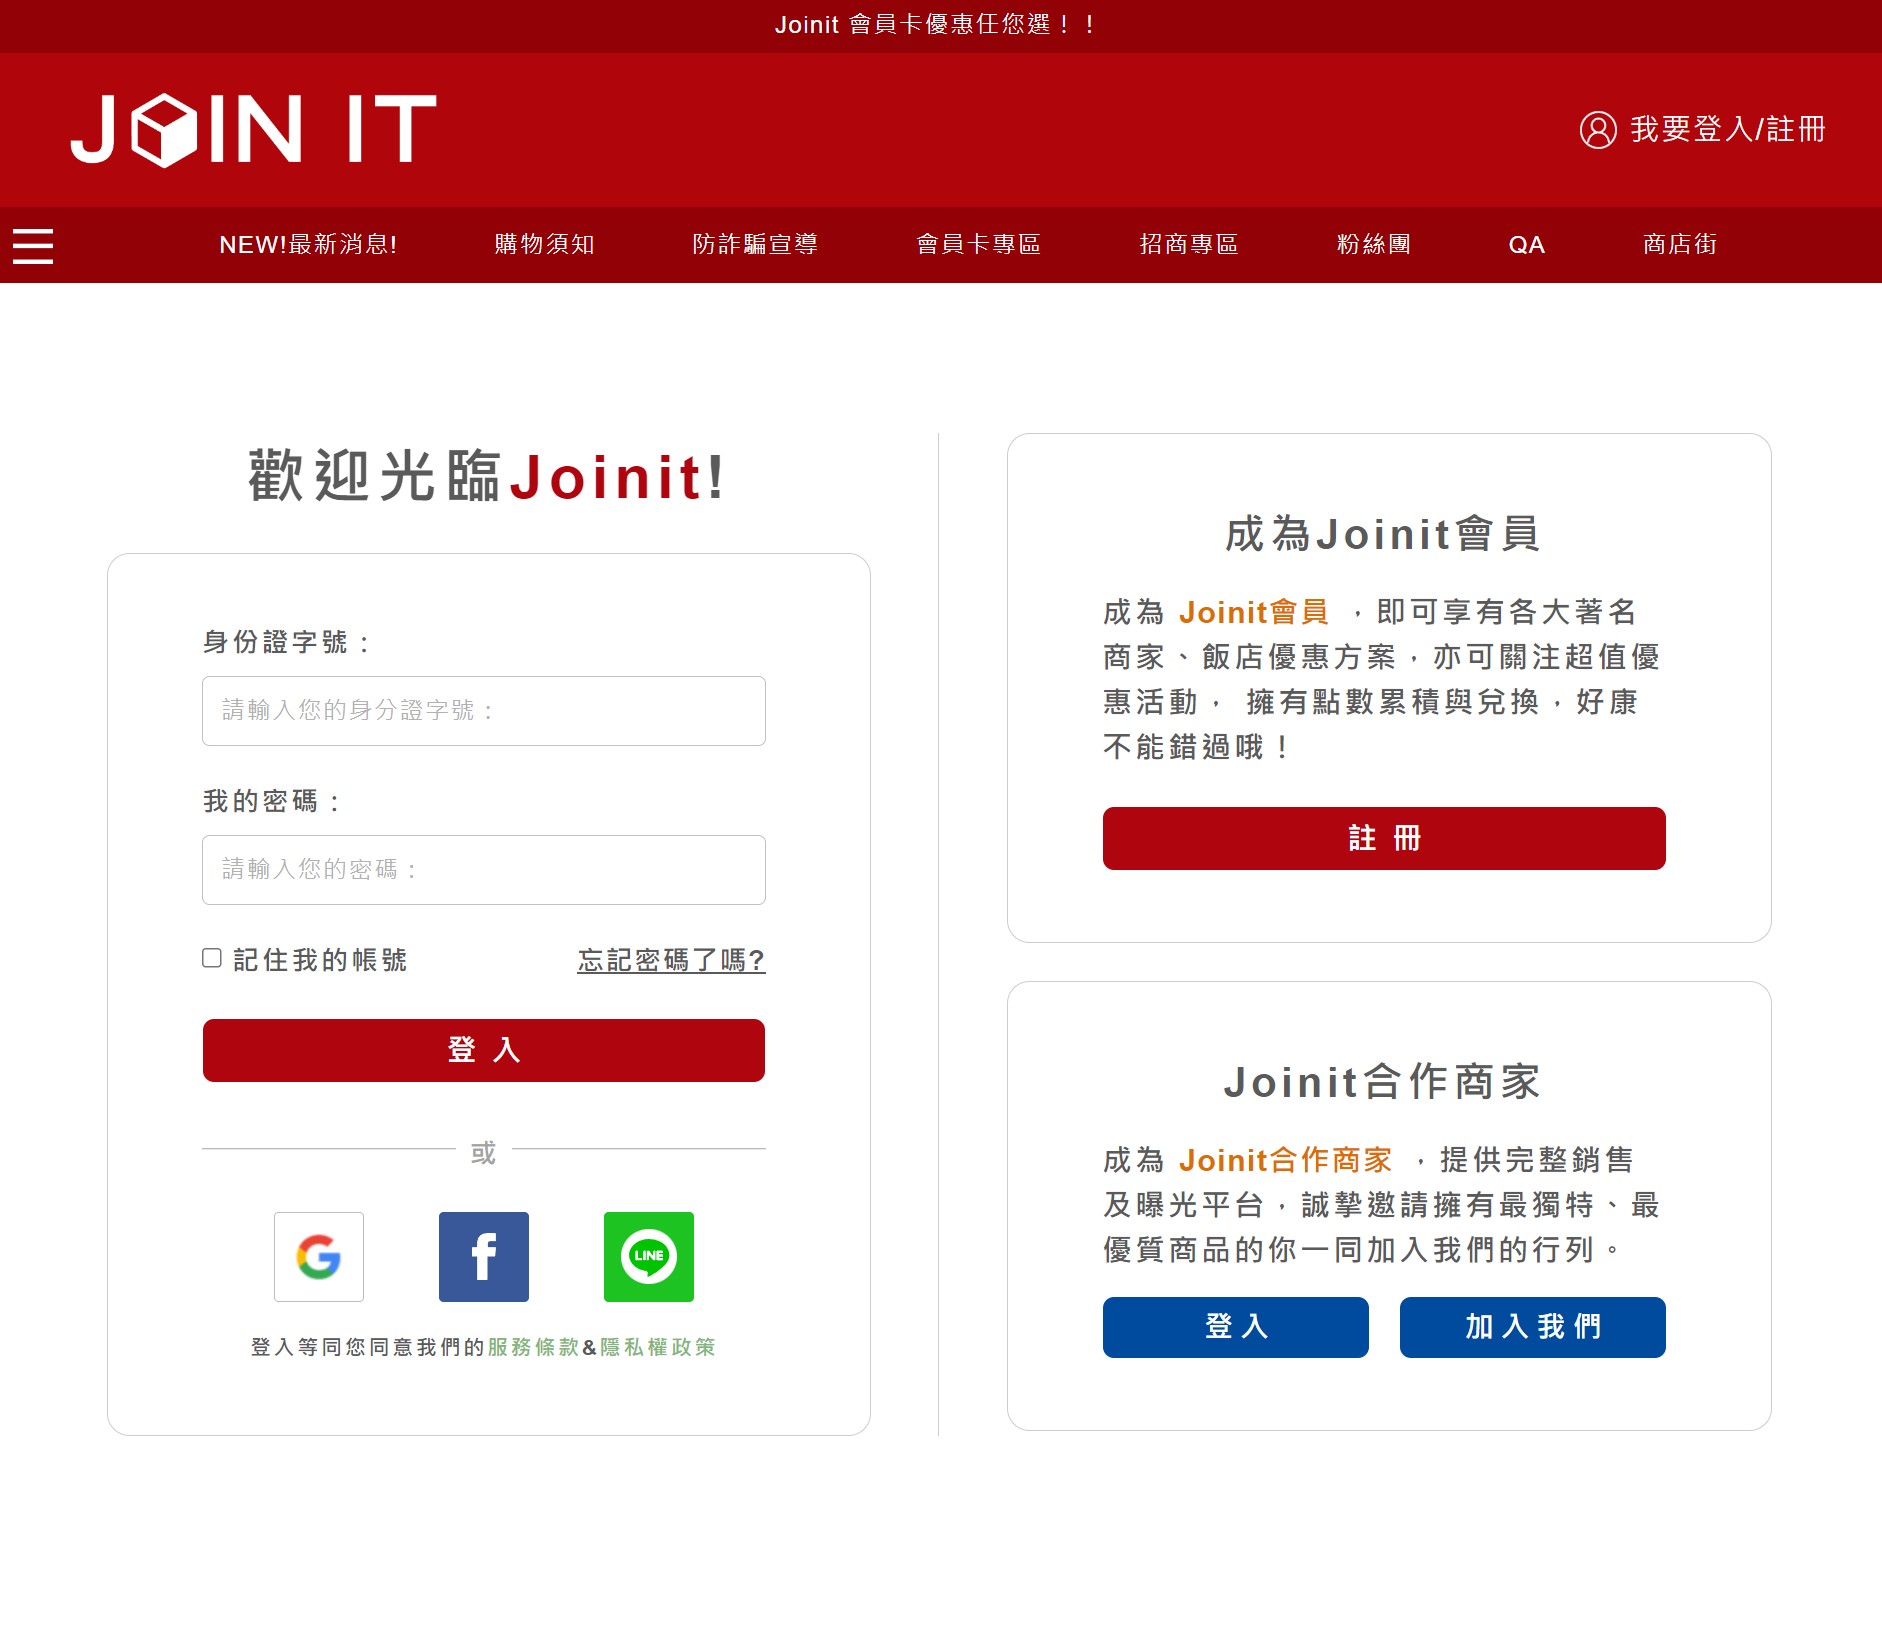 Joinit 會員卡優惠任您選！！
JOIN IT
我要登入/註冊
NEW!最新消息!
購物須知
防詐騙宣導
會員卡專區
招商專區
粉絲團
QA
商店街
歡迎光臨Joinit!
身份證字號：
請輸入您的身分證字號：
我的密碼：
請輸入您的密碼：
記住我的帳號
忘記密碼了嗎?
登 入
或
f
LINE
登入等同您同意我們的服務條款&隱私權政策
成為Joinit會員
成為 Joinit會員 ，即可享有各大著名
商家、飯店優惠方案，亦可關注超值優
惠活動， 擁有點數累積與兌換，好康
不能錯過哦！
註 冊
Joinit合作商家
成為 Joinit合作商家 ，提供完整銷售
及曝光平台，誠摯邀請擁有最獨特、最
優質商品的你一同加入我們的行列。
登入
加入我們